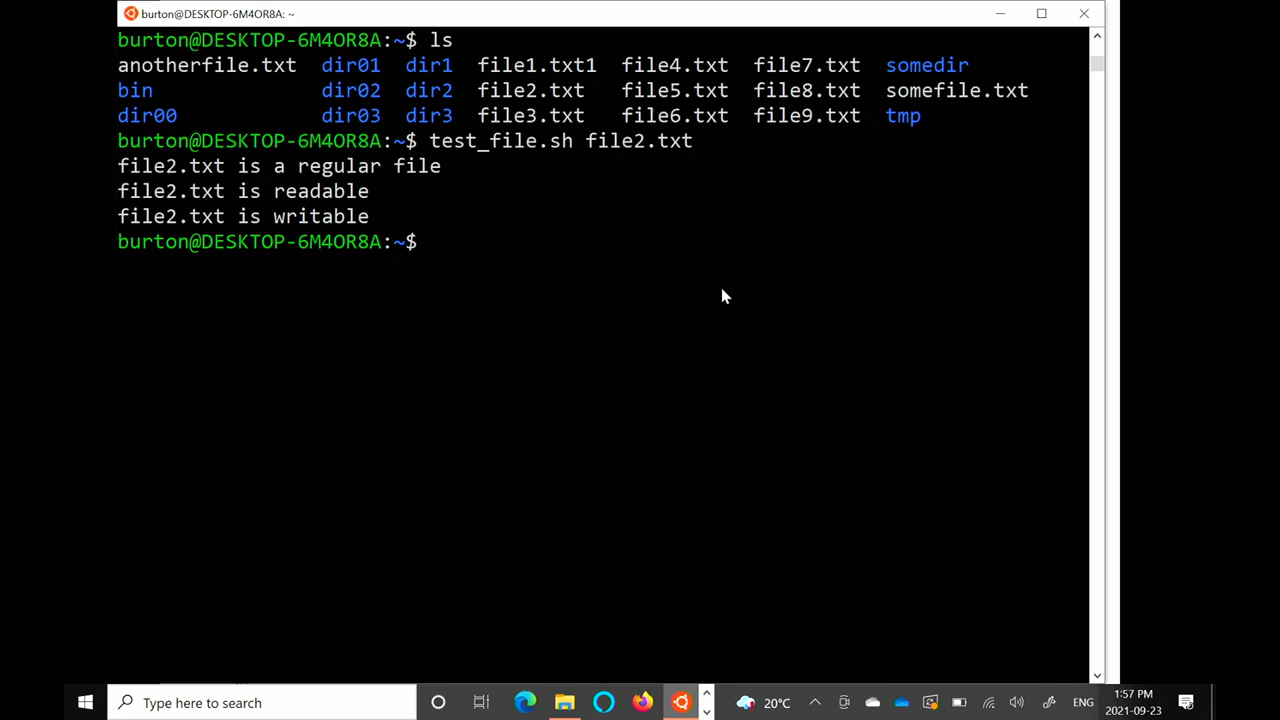 burton@DESKTOP-6M4OR8A: ~
burton@DESKTOP-6M4OR8A:~$ ls
anotherfile.txt dir01 dir1 file1.txt1 file4.txt file7.txt somedir
bin dir02 dir2 file2.txt file5.txt file8.txt somefile.txt
dir00 dir03 dir3 file3.txt file6.txt file9.txt tmp
burton@DESKTOP-6M4OR8A:~$ test_file.sh file2.txt
file2.txt is a regular file
file2.txt is readable
file2.txt is writable
burton@DESKTOP-6M4OR8A:~$
Type here to search
20°C
ENG
1:57 PM
2021-09-23